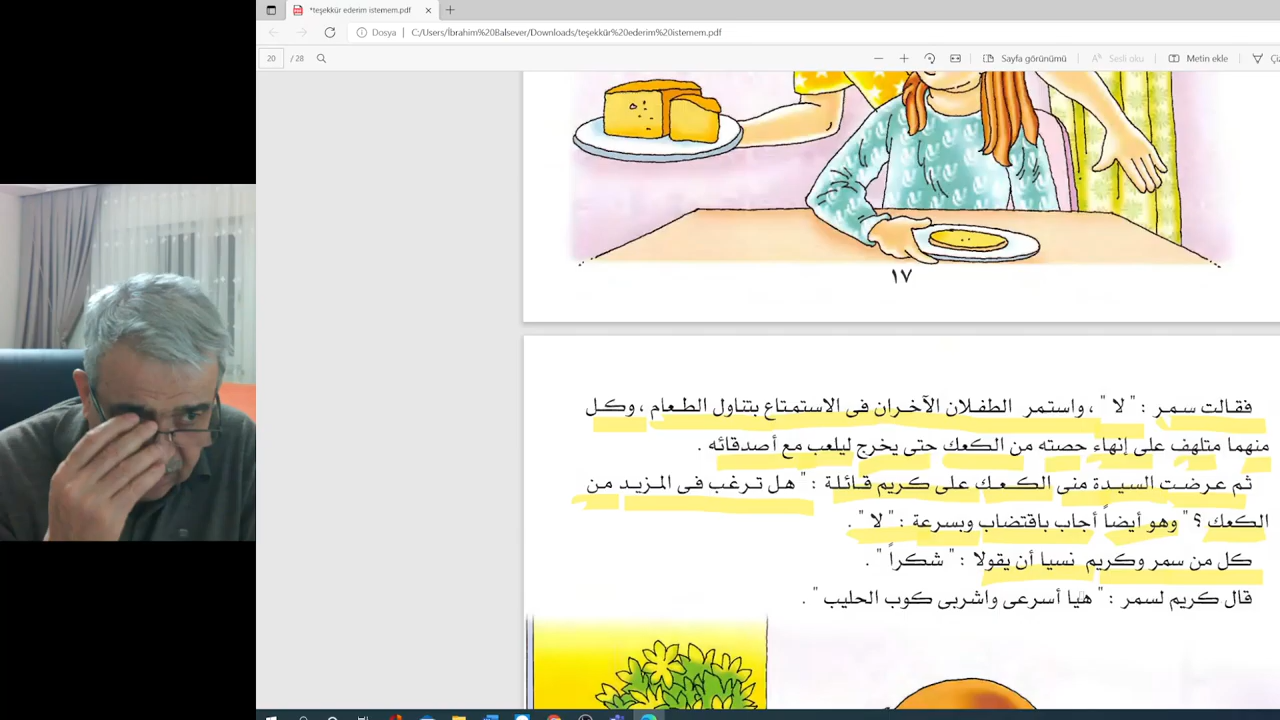 *teşekkür ederim istemem.pdf
Dosya | C:/Users/İbrahim%20Balsever/Downloads/teşekkür%20ederim%20istemem.pdf
20 / 28
Sayfa görünümü
Sesli oku
Metin ekle
١٧
فقالت سمر : " لا " ، واستمر الطفلان الآخران فى الاستمتاع بتناول الطعام ، وكل
منهما متلهف على إنهاء حصته من الكعك حتى يخرج ليلعب مع أصدقائه .
ثم عرضت السيدة منى الكعك على كريم قائلة : " هل ترغب فى المزيد من
الكعك ؟ " وهو أيضاً أجاب باقتضاب وبسرعة : " لا " .
كل من سمر وكريم نسيا أن يقولا : " شكراً " .
قال كريم لسمر : " هيا أسرعى واشربى كوب الحليب " .